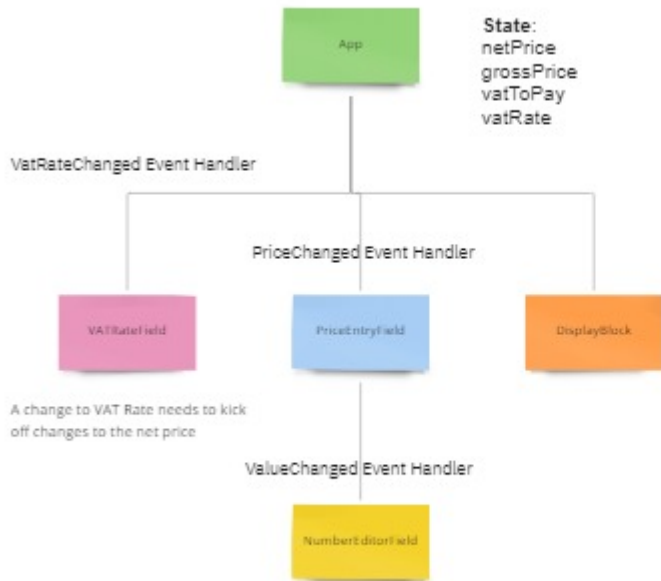 App
State:
netPrice
grossPrice
vatToPay
vatRate
VatRateChanged Event Handler
PriceChanged Event Handler
VATRateField
PriceEntryField
DisplayBlock
A change to VAT Rate needs to kick
off changes to the net price
ValueChanged Event Handler
NumberEditorField